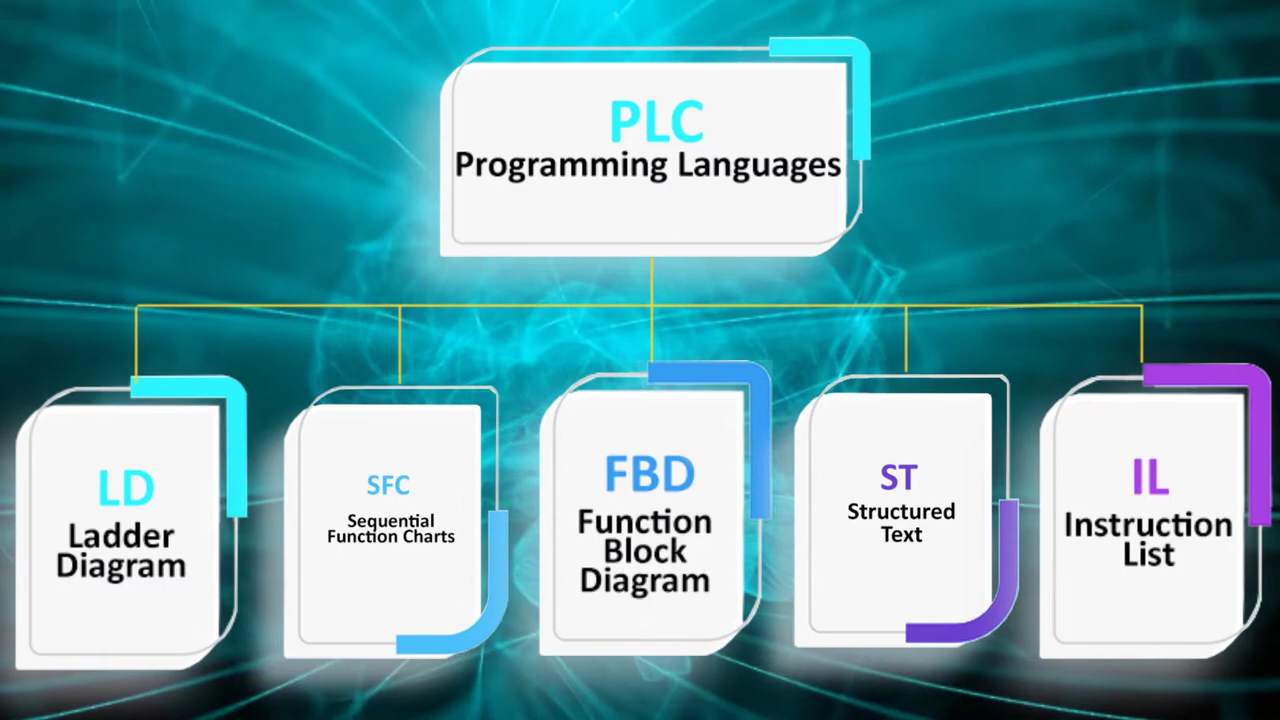 PLC
Programming Languages
LD
Ladder
Diagram
SFC
Sequential
Function Charts
FBD
Function
Block
Diagram
ST
Structured
Text
IL
Instruction
List